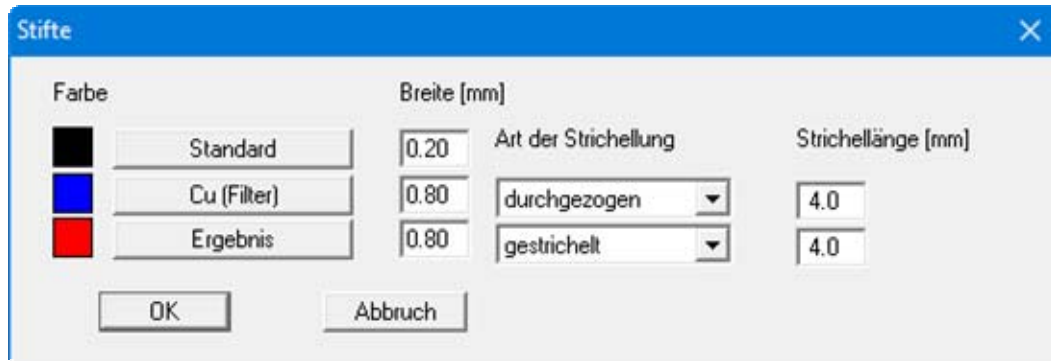 Stifte
Farbe Breite [mm]
Art der Strichellung Strichellänge [mm]
Standard 0.20
Cu (Filter) 0.80 durchgezogen 4.0
Ergebnis 0.80 gestrichelt 4.0
OK Abbruch